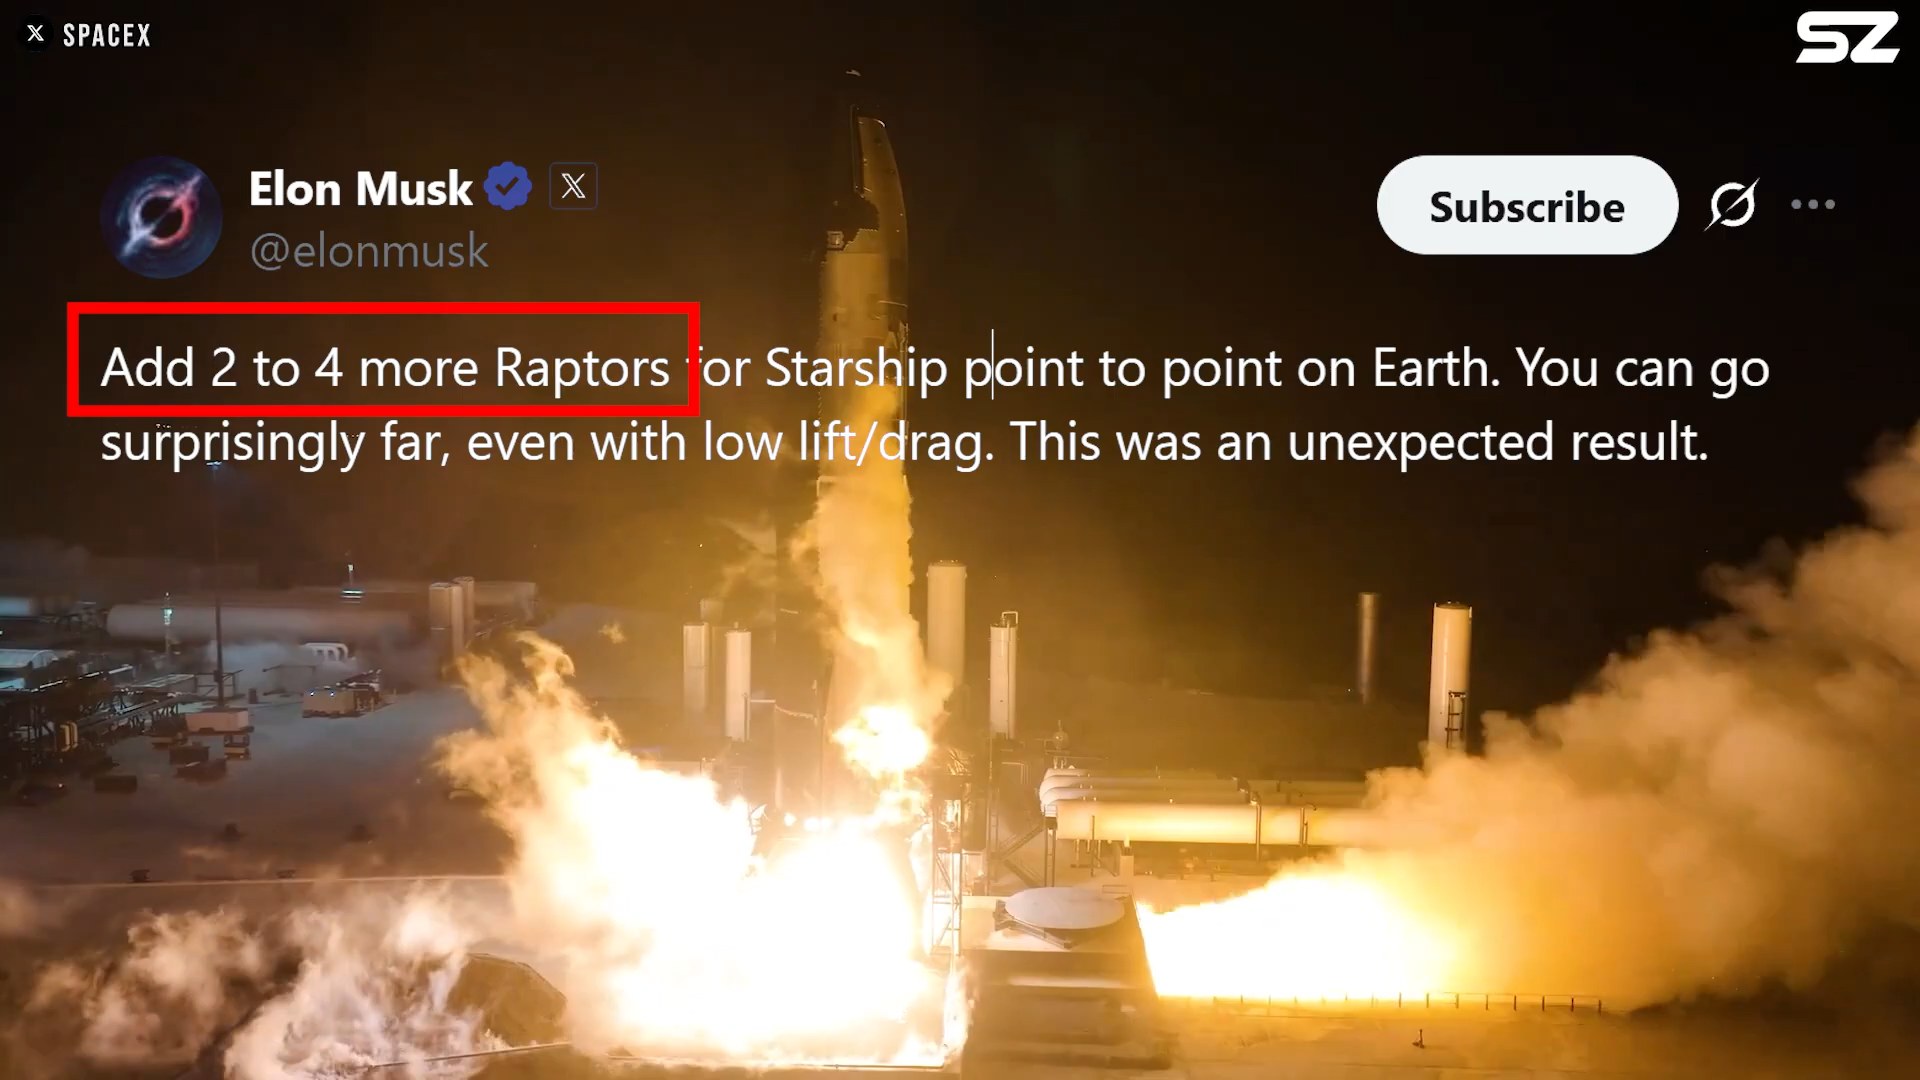 SPACEX
SZ
Elon Musk
@elonmusk
Subscribe
Add 2 to 4 more Raptors for Starship point to point on Earth. You can go
surprisingly far, even with low lift/drag. This was an unexpected result.